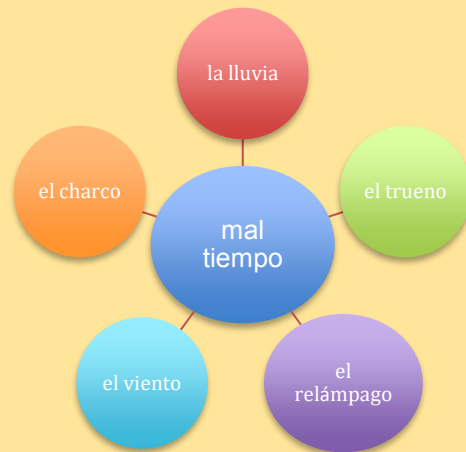 la lluvia
el charco
el trueno
mal
tiempo
el viento
el
relámpago